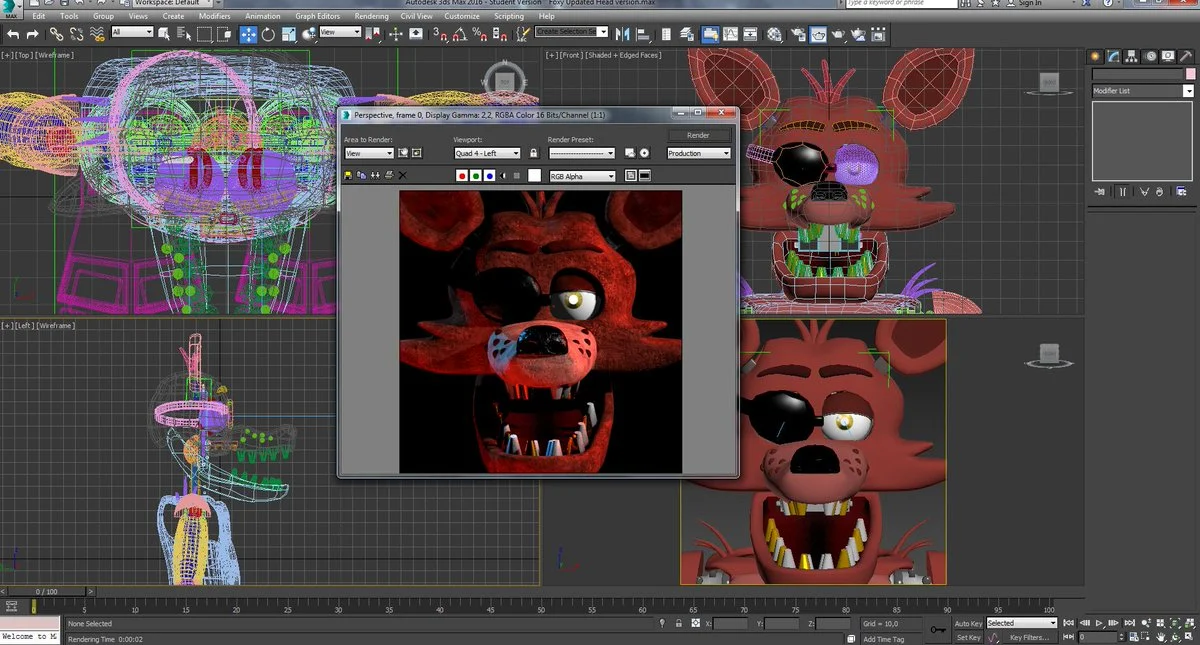 Workspace: Default
Autodesk 3ds Max 2016 - Student Version Foxy Updated Head version.max
Type a keyword or phrase
Sign In
MAX
Edit Tools Group Views Create Modifiers Animation Graph Editors Rendering Civil View Customize Scripting Help
All
View
Create Selection Se
[+][Top][Wireframe]
[+][Front][Shaded + Edged Faces]
Modifier List
Perspective, frame 0, Display Gamma: 2,2, RGBA Color 16 Bits/Channel (1:1)
Area to Render:
Viewport:
Render Preset:
Render
View
Quad 4 - Left
Production
RGB Alpha
[+][Left][Wireframe]
0 / 100
0 5 10 15 20 25 30 35 40 45 50 55 60 65 70 75 80 85 90 95 100
None Selected
X:
Y:
Z:
Grid = 10,0
Auto Key
Selected
Welcome to M
Rendering Time 0:00:02
Add Time Tag
Set Key
Key Filters...
0